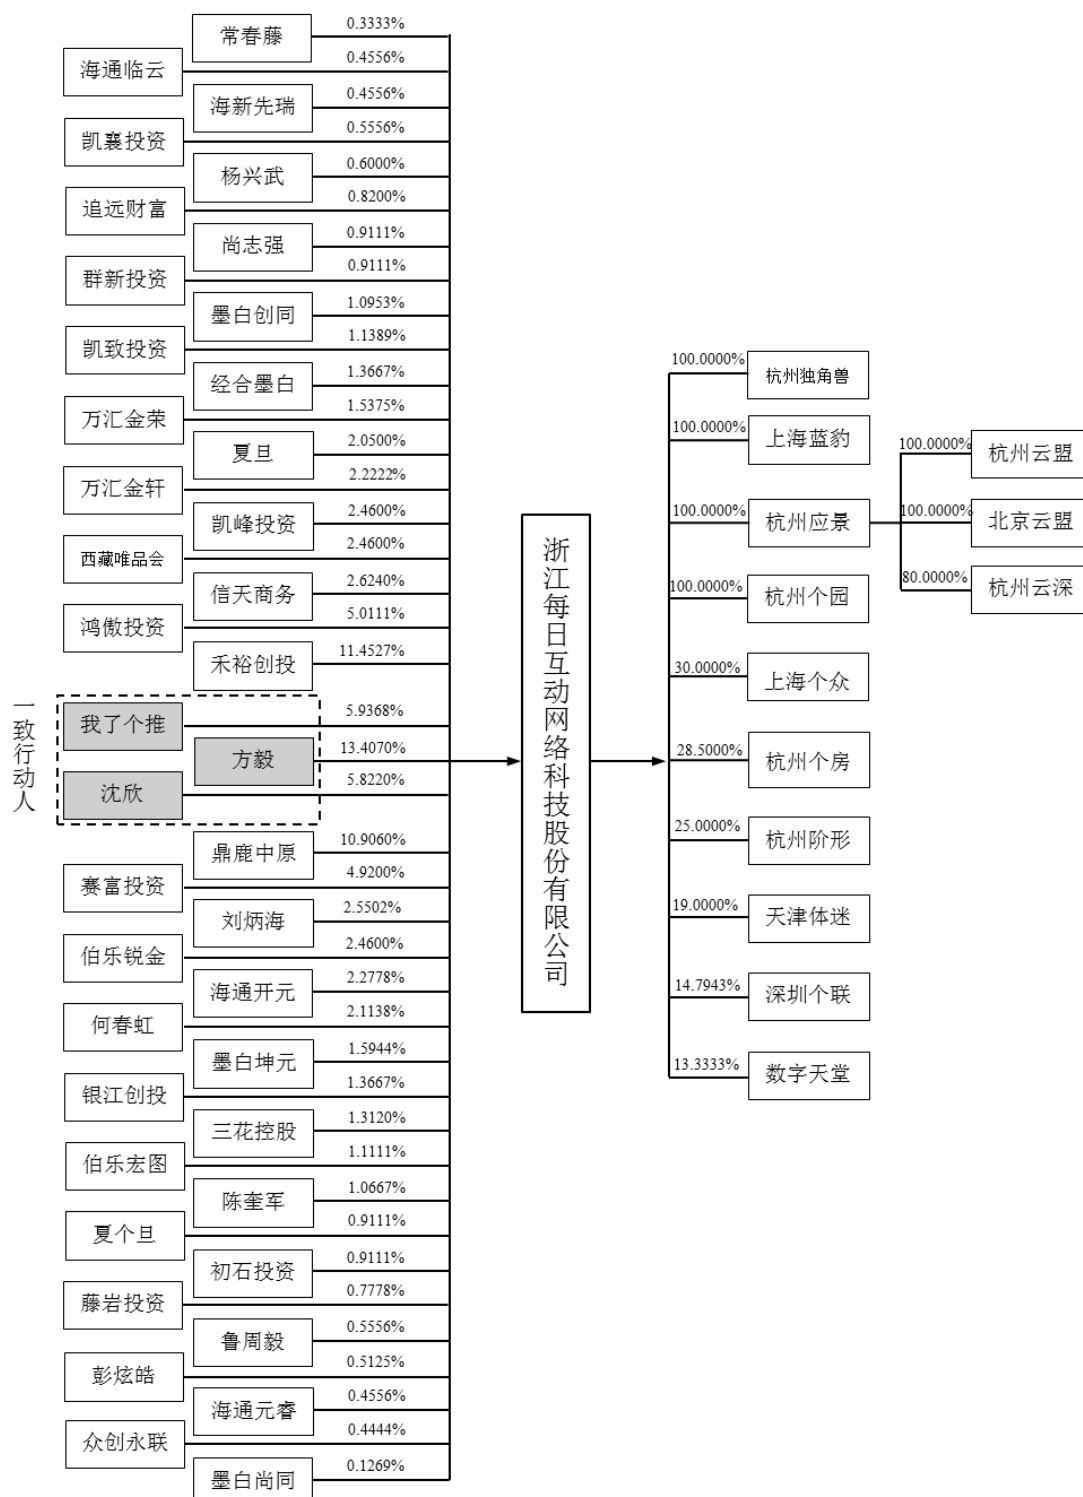 常春藤 0.3333%
海通临云 0.4556%
海新先瑞 0.4556%
凯襄投资 0.5556%
杨兴武 0.6000%
追远财富 0.8200%
尚志强 0.9111%
群新投资 0.9111%
墨白创同 1.0953%
凯致投资 1.1389%
经合墨白 1.3667%
万汇金荣 1.5375%
夏旦 2.0500%
万汇金轩 2.2222%
凯峰投资 2.4600%
西藏唯品会 2.4600%
信天商务 2.6240%
鸿傲投资 5.0111%
禾裕创投 11.4527%
一致行动人
我了个推 5.9368%
方毅 13.4070%
沈欣 5.8220%
鼎鹿中原 10.9060%
赛富投资 4.9200%
刘炳海 2.5502%
伯乐锐金 2.4600%
海通开元 2.2778%
何春虹 2.1138%
墨白坤元 1.5944%
银江创投 1.3667%
三花控股 1.3120%
伯乐宏图 1.1111%
陈奎军 1.0667%
夏个旦 0.9111%
初石投资 0.9111%
藤岩投资 0.7778%
鲁周毅 0.5556%
彭炫皓 0.5125%
海通元睿 0.4556%
众创永联 0.4444%
墨白尚同 0.1269%
浙江每日互动网络科技股份有限公司
100.0000% 杭州独角兽
100.0000% 上海蓝豹
100.0000% 杭州应景
100.0000% 杭州云盟
100.0000% 北京云盟
80.0000% 杭州云深
100.0000% 杭州个园
30.0000% 上海个众
28.5000% 杭州个房
25.0000% 杭州阶形
19.0000% 天津体迷
14.7943% 深圳个联
13.3333% 数字天堂